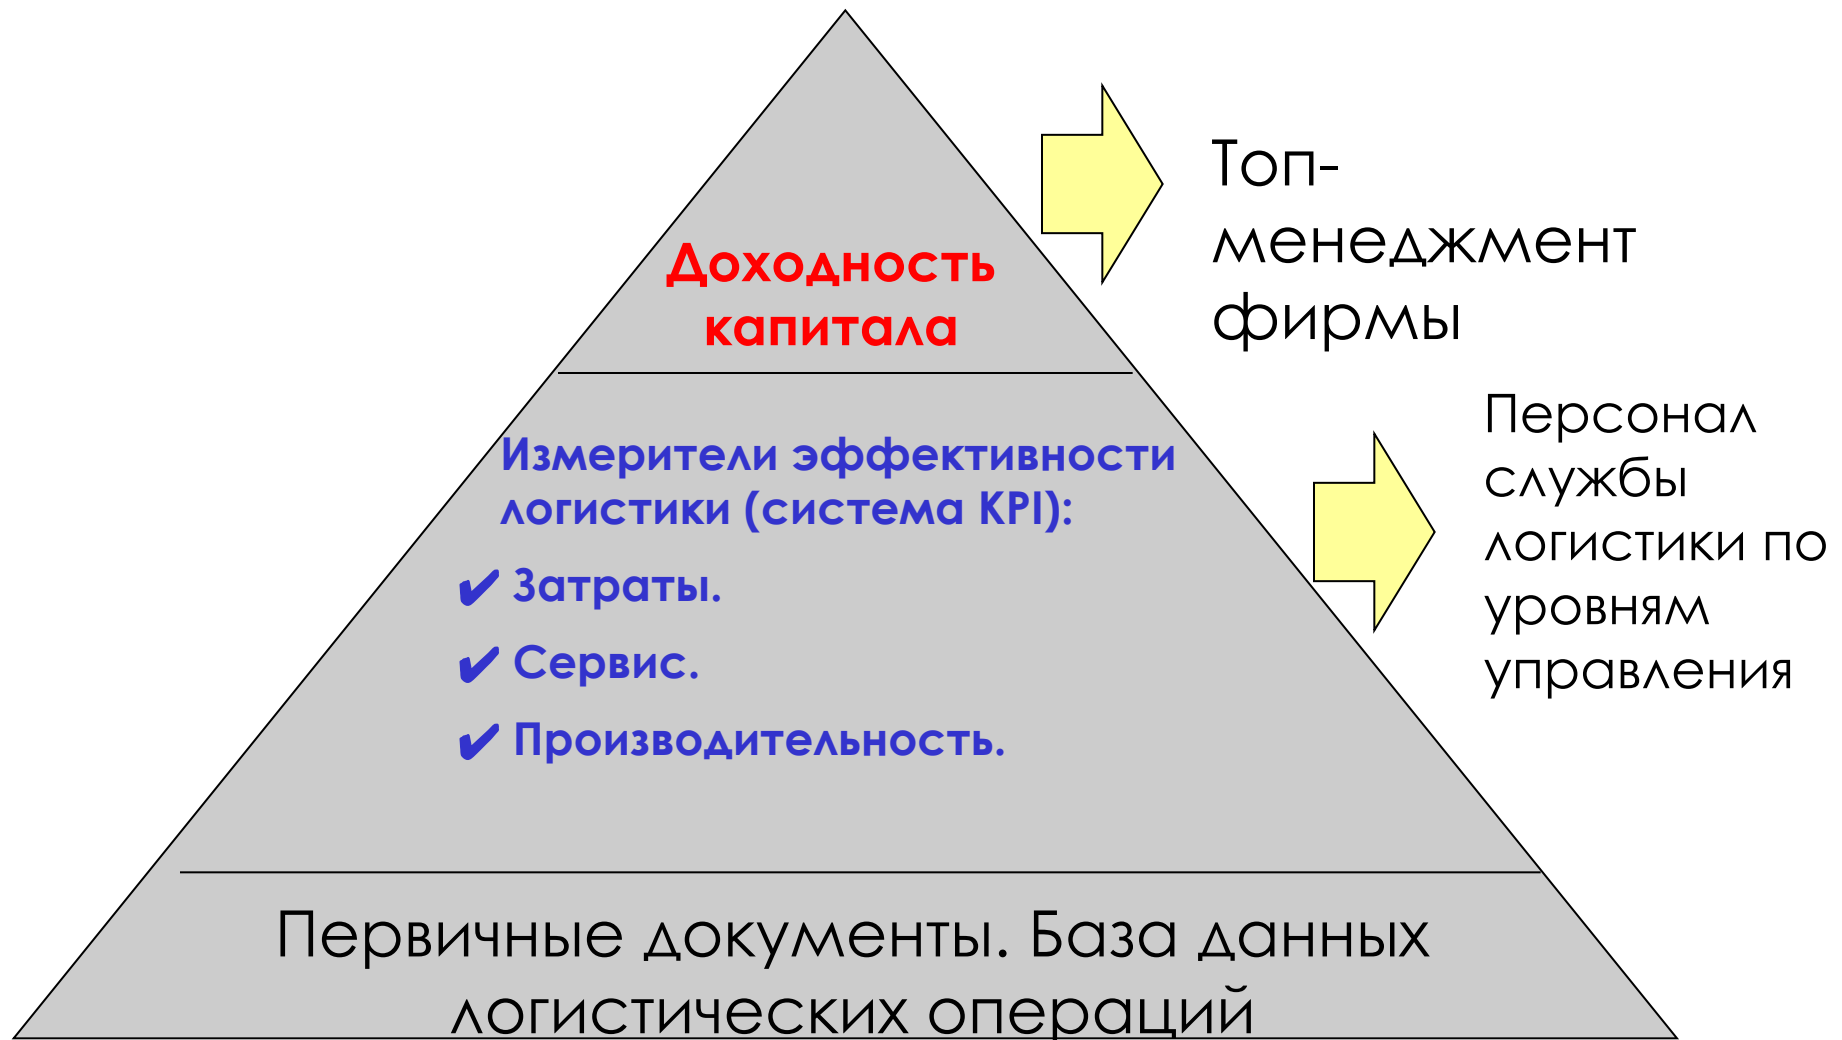 Доходность
капитала
Топ-
менеджмент
фирмы
Измерители эффективности
логистики (система KPI):
✔ Затраты.
✔ Сервис.
✔ Производительность.
Персонал
службы
логистики по
уровням
управления
Первичные документы. База данных
логистических операций